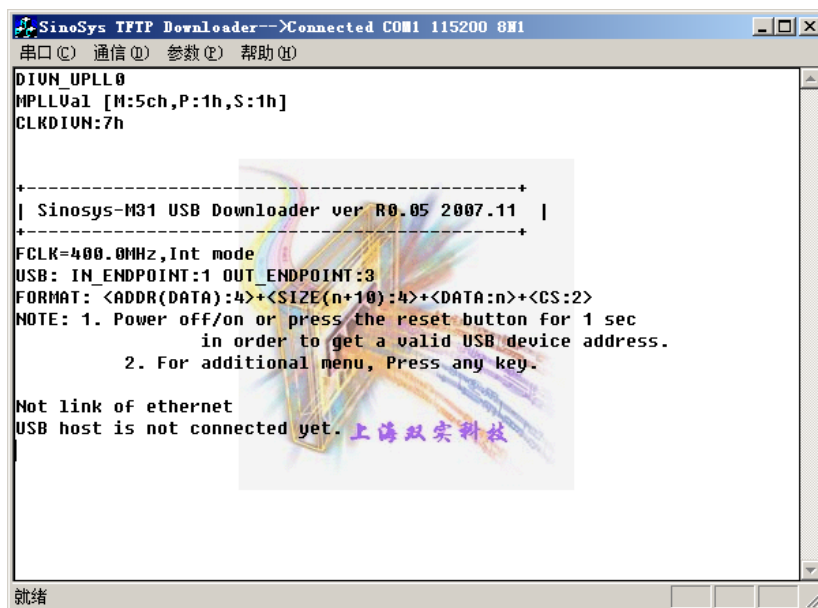 SinoSys TFTP Downloader-->Connected COM1 115200 8N1
串口(C) 通信(D) 参数(P) 帮助(H)
DIVN_UPLL0
MPLLVal [M:5ch,P:1h,S:1h]
CLKDIVN:7h
+---------------------------------------------+
| Sinosys-M31 USB Downloader ver R0.05 2007.11 |
+---------------------------------------------+
FCLK=400.0MHz,Int mode
USB: IN_ENDPOINT:1 OUT_ENDPOINT:3
FORMAT: <ADDR(DATA):4>+<SIZE(n+10):4>+<DATA:n>+<CS:2>
NOTE: 1. Power off/on or press the reset button for 1 sec
in order to get a valid USB device address.
2. For additional menu, Press any key.
Not link of ethernet
USB host is not connected yet.
上海双实科技
就绪